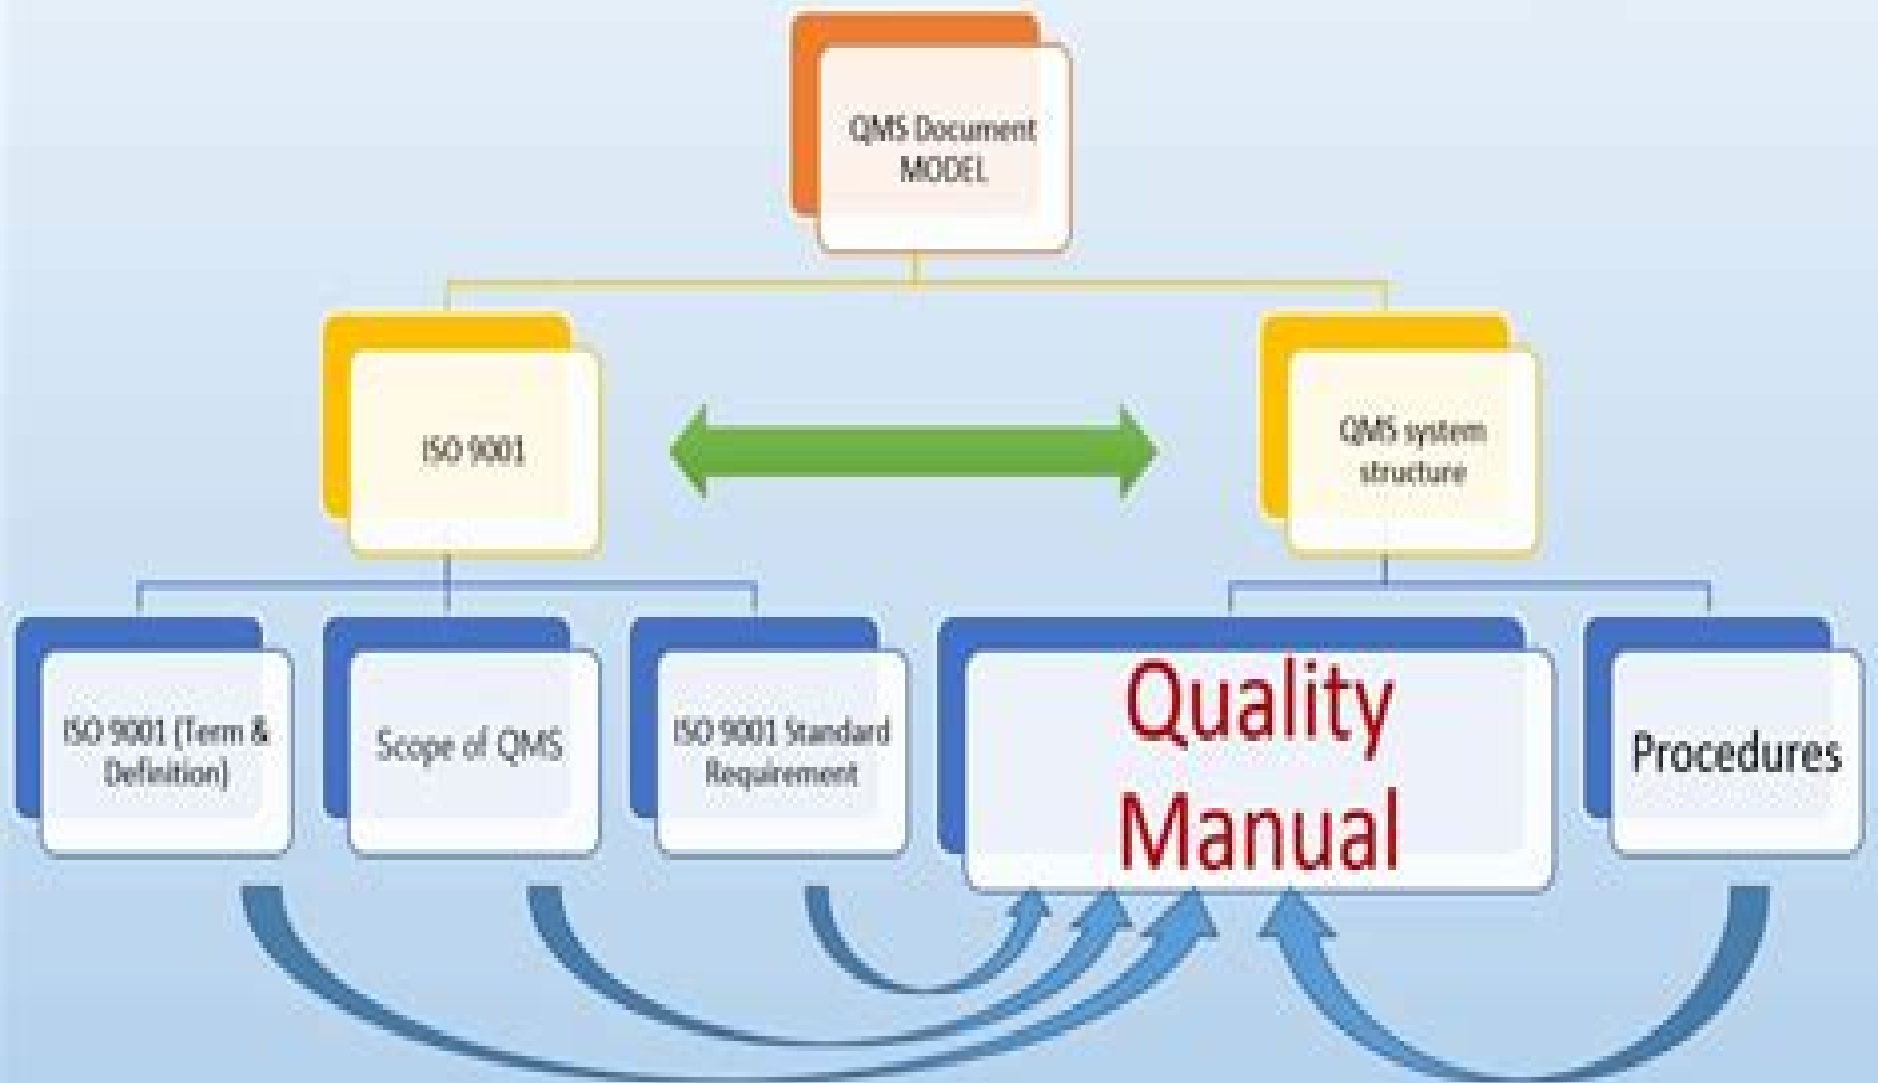 QMS Document
MODEL
ISO 9001
QMS system
structure
ISO 9001 (Term &
Definition)
Scope of QMS
ISO 9001 Standard
Requirement
Quality
Manual
Procedures